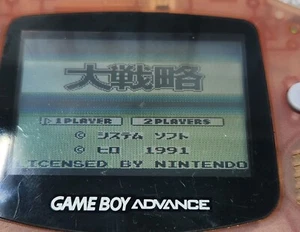 大戦略
▷1PLAYER 2PLAYERS
© システム ソフト
© ヒロ 1991
LICENSED BY NINTENDO
GAME BOY ADVANCE